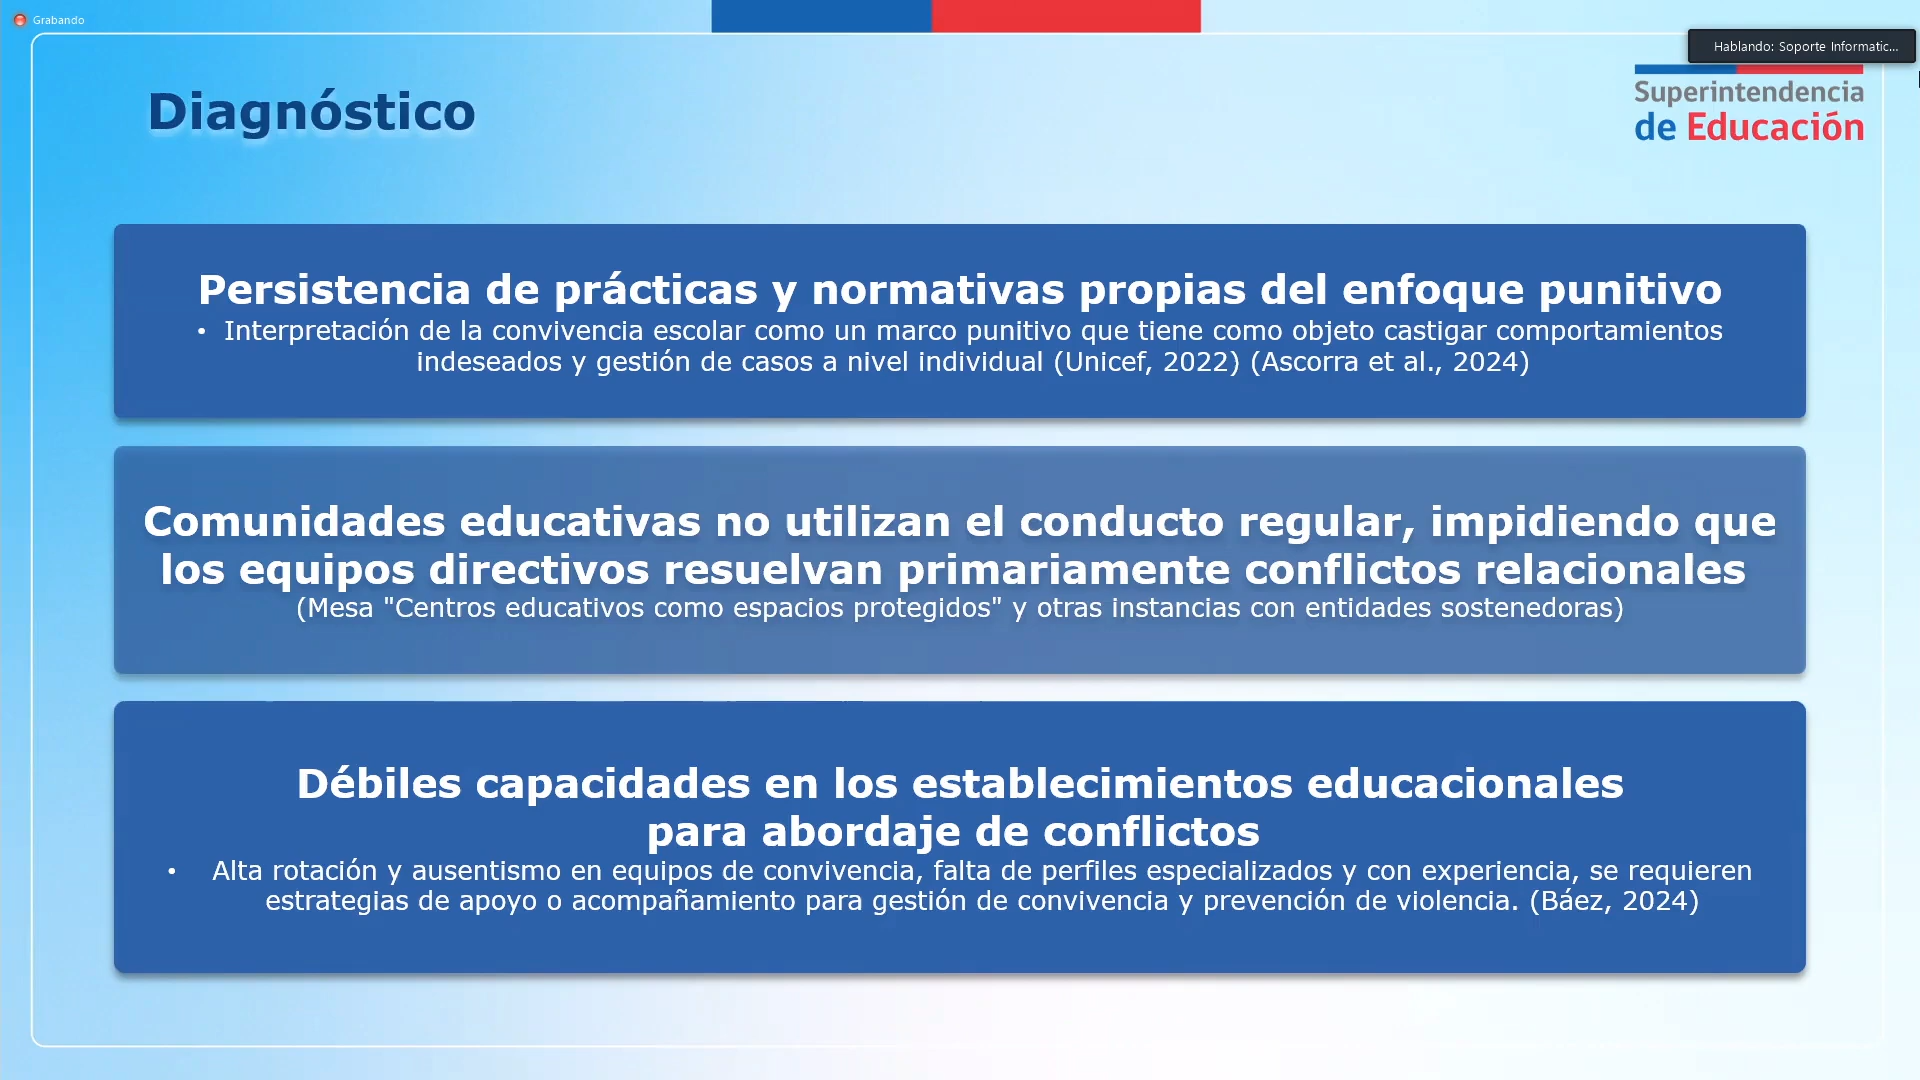 Grabando
Hablando: Soporte Informatic...
Diagnóstico
Superintendencia
de Educación
Persistencia de prácticas y normativas propias del enfoque punitivo
• Interpretación de la convivencia escolar como un marco punitivo que tiene como objeto castigar comportamientos
indeseados y gestión de casos a nivel individual (Unicef, 2022) (Ascorra et al., 2024)
Comunidades educativas no utilizan el conducto regular, impidiendo que
los equipos directivos resuelvan primariamente conflictos relacionales
(Mesa "Centros educativos como espacios protegidos" y otras instancias con entidades sostenedoras)
Débiles capacidades en los establecimientos educacionales
para abordaje de conflictos
• Alta rotación y ausentismo en equipos de convivencia, falta de perfiles especializados y con experiencia, se requieren
estrategias de apoyo o acompañamiento para gestión de convivencia y prevención de violencia. (Báez, 2024)